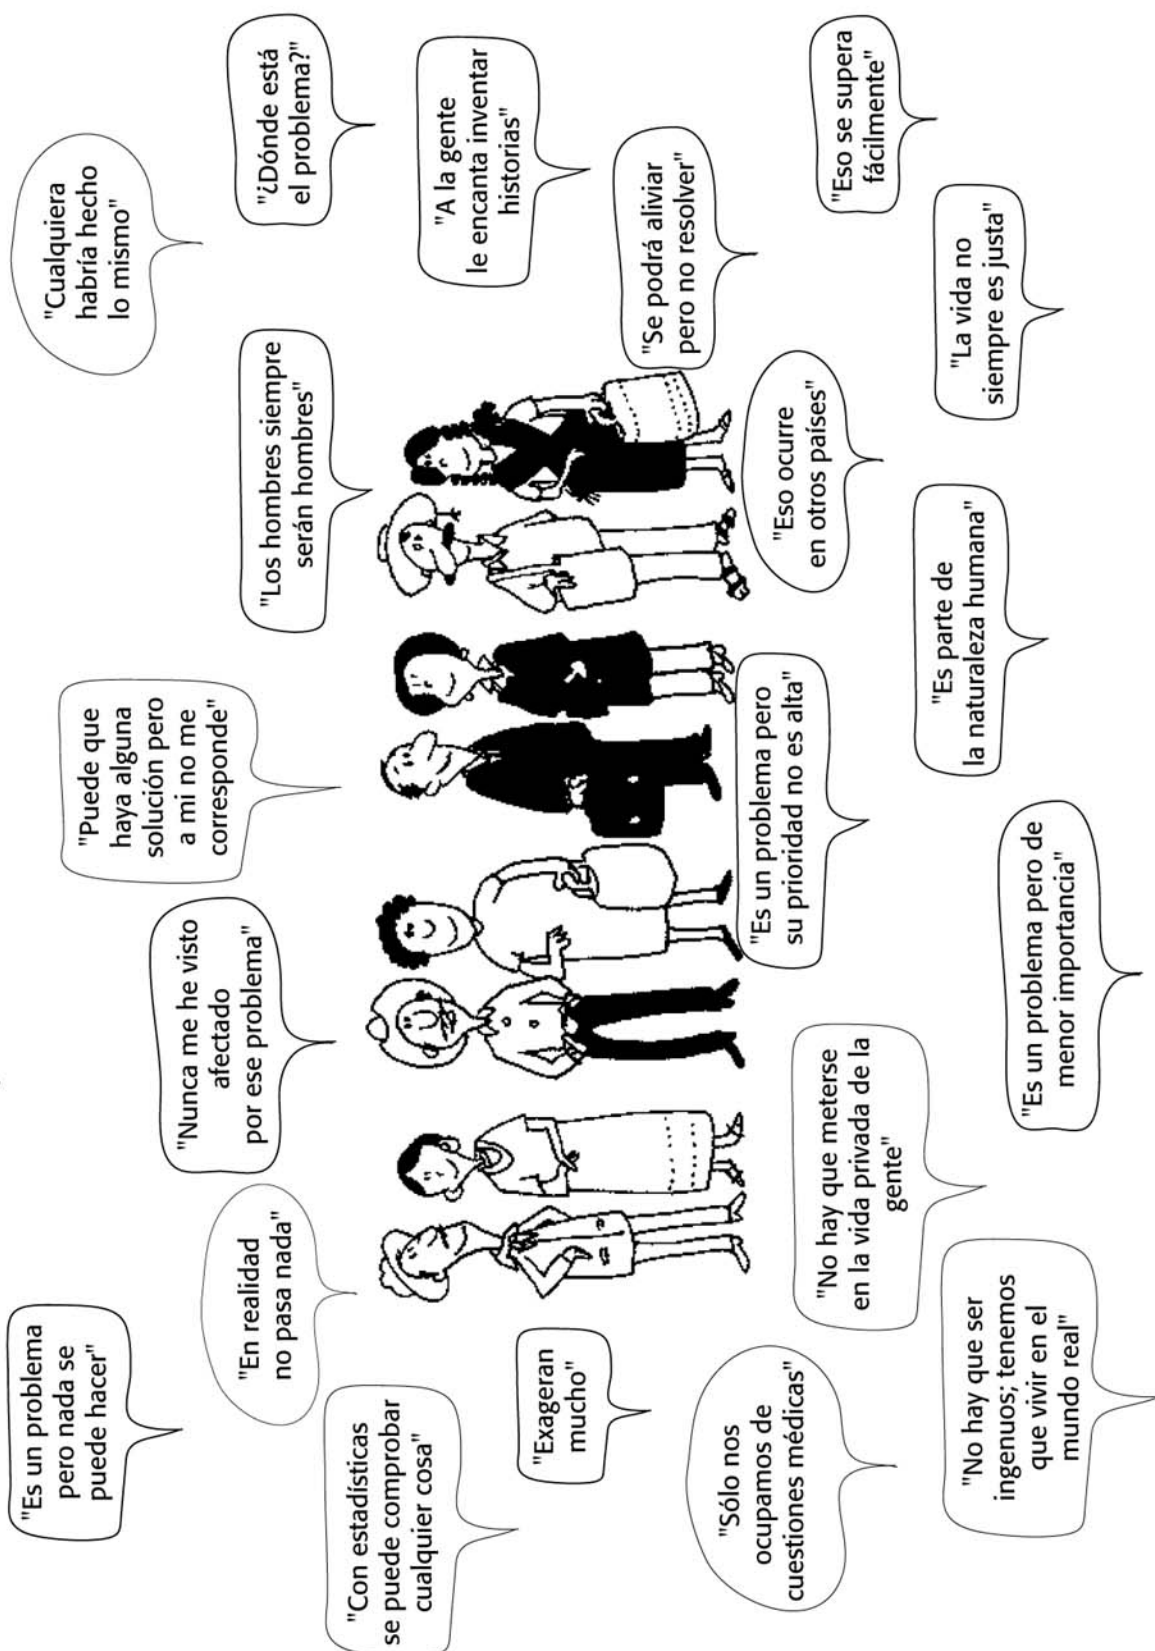 "Es un problema
pero nada se
puede hacer"
"Puede que
haya alguna
solución pero
a mi no me
corresponde"
"Cualquiera
habría hecho
lo mismo"
"En realidad
no pasa nada"
"Nunca me he visto
afectado
por ese problema"
"Los hombres siempre
serán hombres"
"¿Dónde está
el problema?"
"Con estadísticas
se puede comprobar
cualquier cosa"
"A la gente
le encanta inventar
historias"
"Exageran
mucho"
"Se podrá aliviar
pero no resolver"
"Sólo nos
ocupamos de
cuestiones médicas"
"No hay que meterse
en la vida privada de la
gente"
"Es un problema pero
su prioridad no es alta"
"Eso ocurre
en otros países"
"Eso se supera
fácilmente"
"No hay que ser
ingenuos; tenemos
que vivir en el
mundo real"
"Es un problema pero de
menor importancia"
"Es parte de
la naturaleza humana"
"La vida no
siempre es justa"